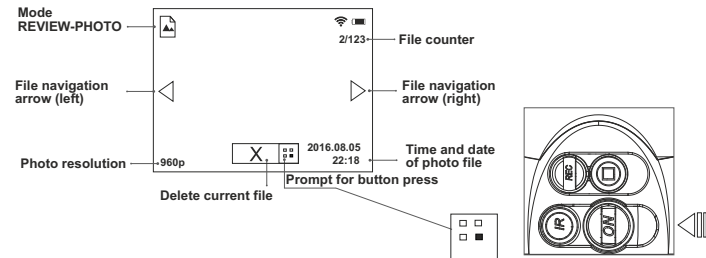 Mode
REVIEW-PHOTO
2/123
File counter
File navigation
arrow (left)
File navigation
arrow (right)
Photo resolution
960p
X
2016.08.05
22:18
Time and date
of photo file
Delete current file
Prompt for button press
REC
IR
ON